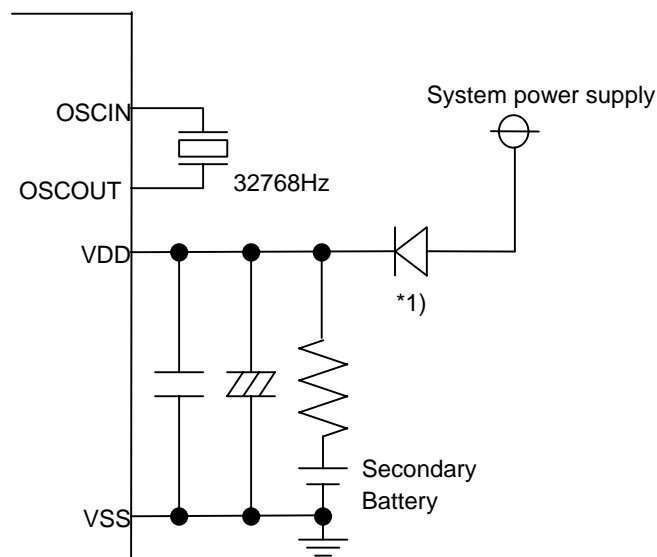 OSCIN
System power supply
OSCOUT
32768Hz
VDD
*1)
Secondary
Battery
VSS